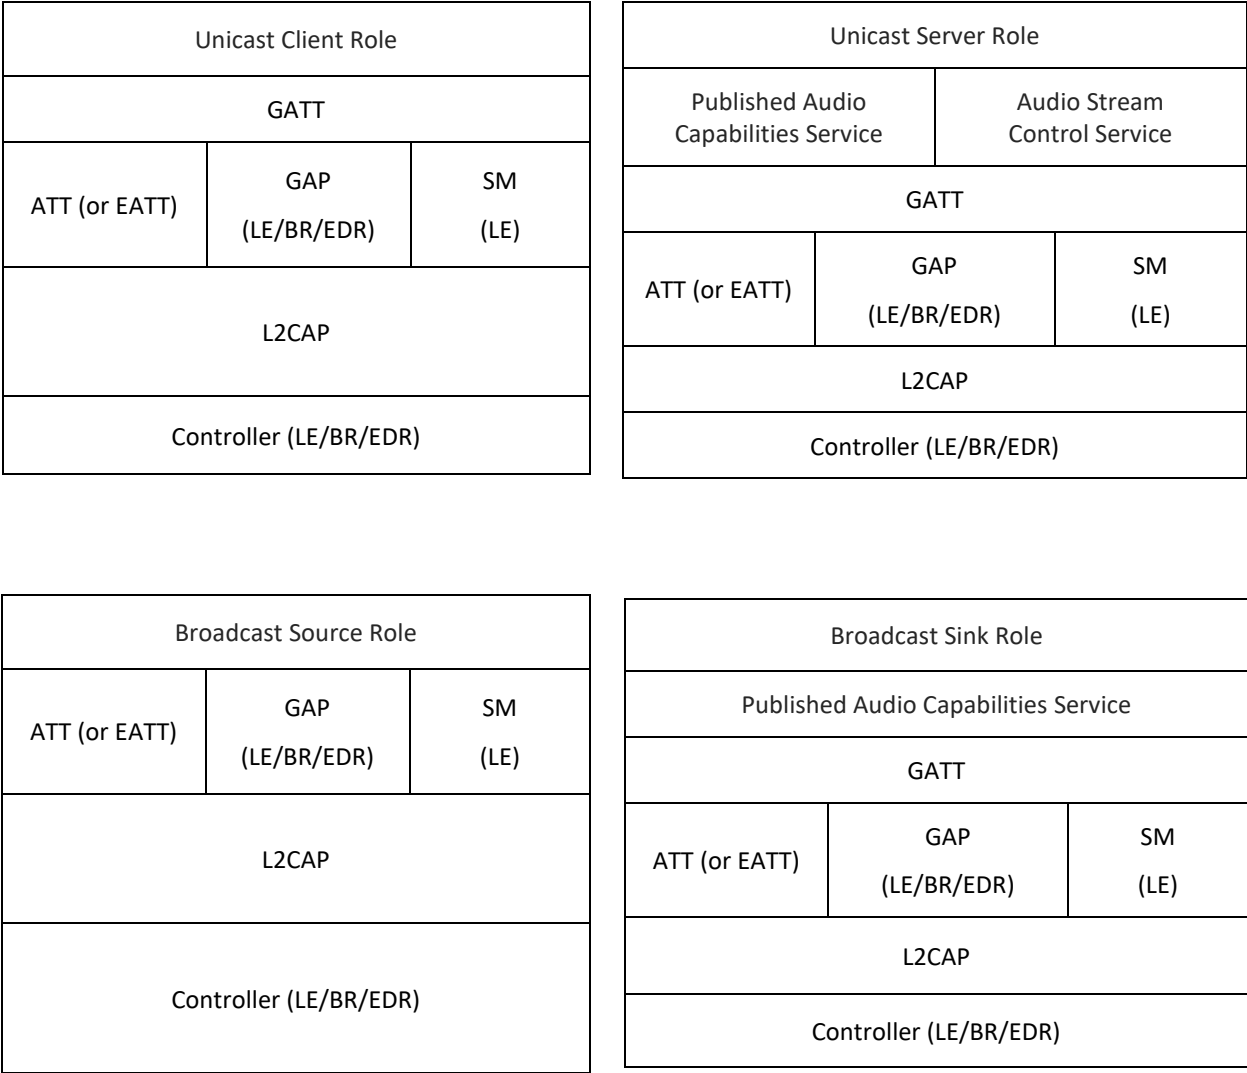 Unicast Client Role
GATT
ATT (or EATT)
GAP
(LE/BR/EDR)
SM
(LE)
L2CAP
Controller (LE/BR/EDR)
Unicast Server Role
Published Audio
Capabilities Service
Audio Stream
Control Service
GATT
ATT (or EATT)
GAP
(LE/BR/EDR)
SM
(LE)
L2CAP
Controller (LE/BR/EDR)
Broadcast Source Role
ATT (or EATT)
GAP
(LE/BR/EDR)
SM
(LE)
L2CAP
Controller (LE/BR/EDR)
Broadcast Sink Role
Published Audio Capabilities Service
GATT
ATT (or EATT)
GAP
(LE/BR/EDR)
SM
(LE)
L2CAP
Controller (LE/BR/EDR)